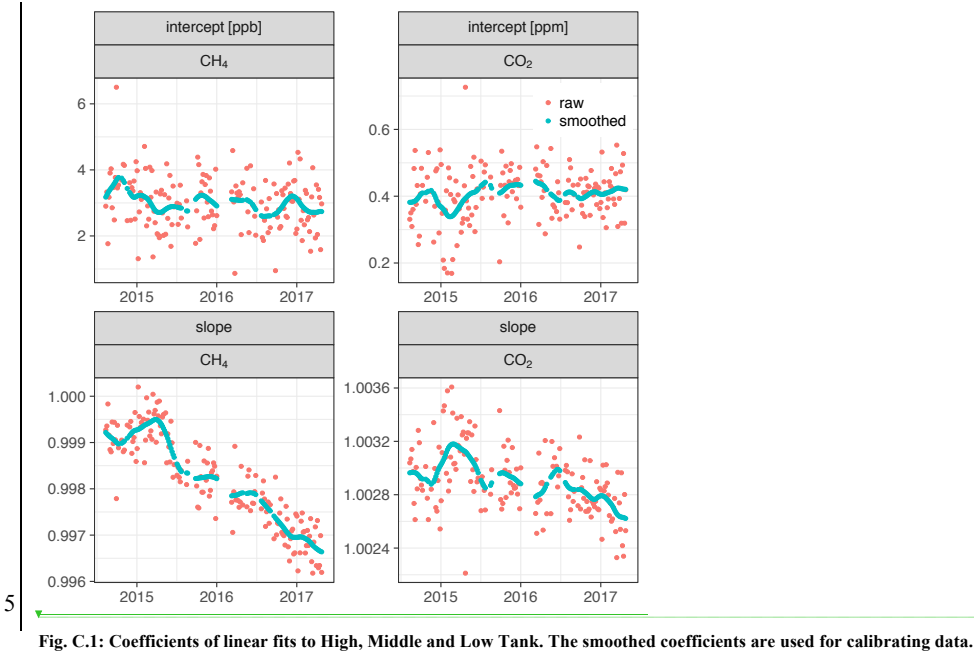 intercept [ppb]
CH₄
6
4
2
2015 2016 2017
intercept [ppm]
CO₂
raw
smoothed
0.6
0.4
0.2
2015 2016 2017
slope
CH₄
1.000
0.999
0.998
0.997
0.996
2015 2016 2017
slope
CO₂
1.0036
1.0032
1.0028
1.0024
2015 2016 2017
5
Fig. C.1: Coefficients of linear fits to High, Middle and Low Tank. The smoothed coefficients are used for calibrating data.